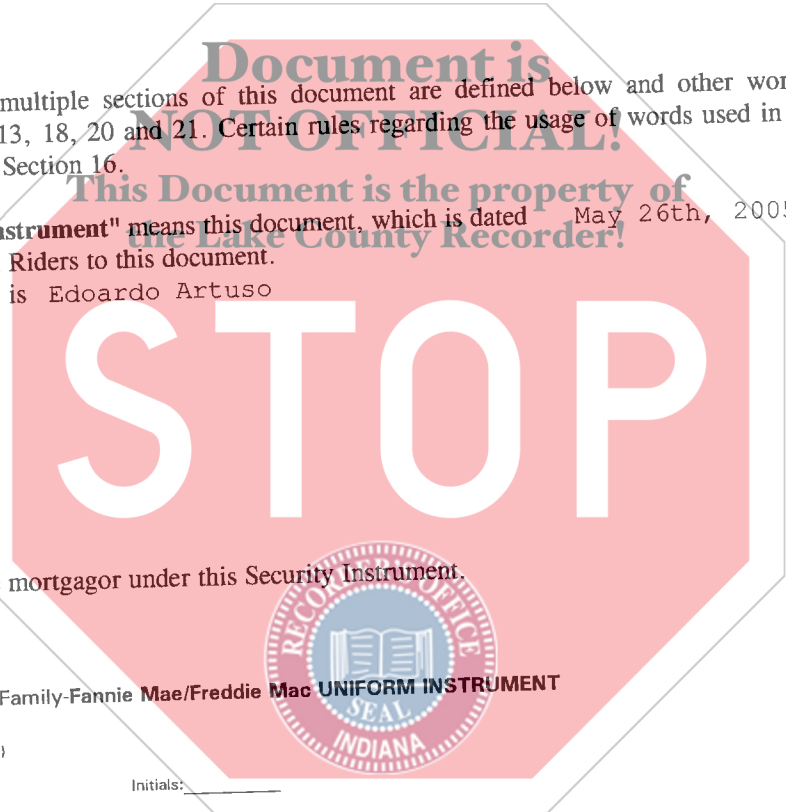 Document is
multiple sections of this document are defined below and other wor
13, 18, 20 and 21. Certain rules regarding the usage of words used in
NOT OFFICIAL!
Section 16.
This Document is the property of
nstrument" means this document, which is dated May 26th, 2005
the Lake County Recorder!
Riders to this document.
is Edoardo Artuso
STOP
mortgagor under this Security Instrument.
RECORDER'S OFFICE
SEAL
INDIANA
Family-Fannie Mae/Freddie Mac UNIFORM INSTRUMENT
Initials: